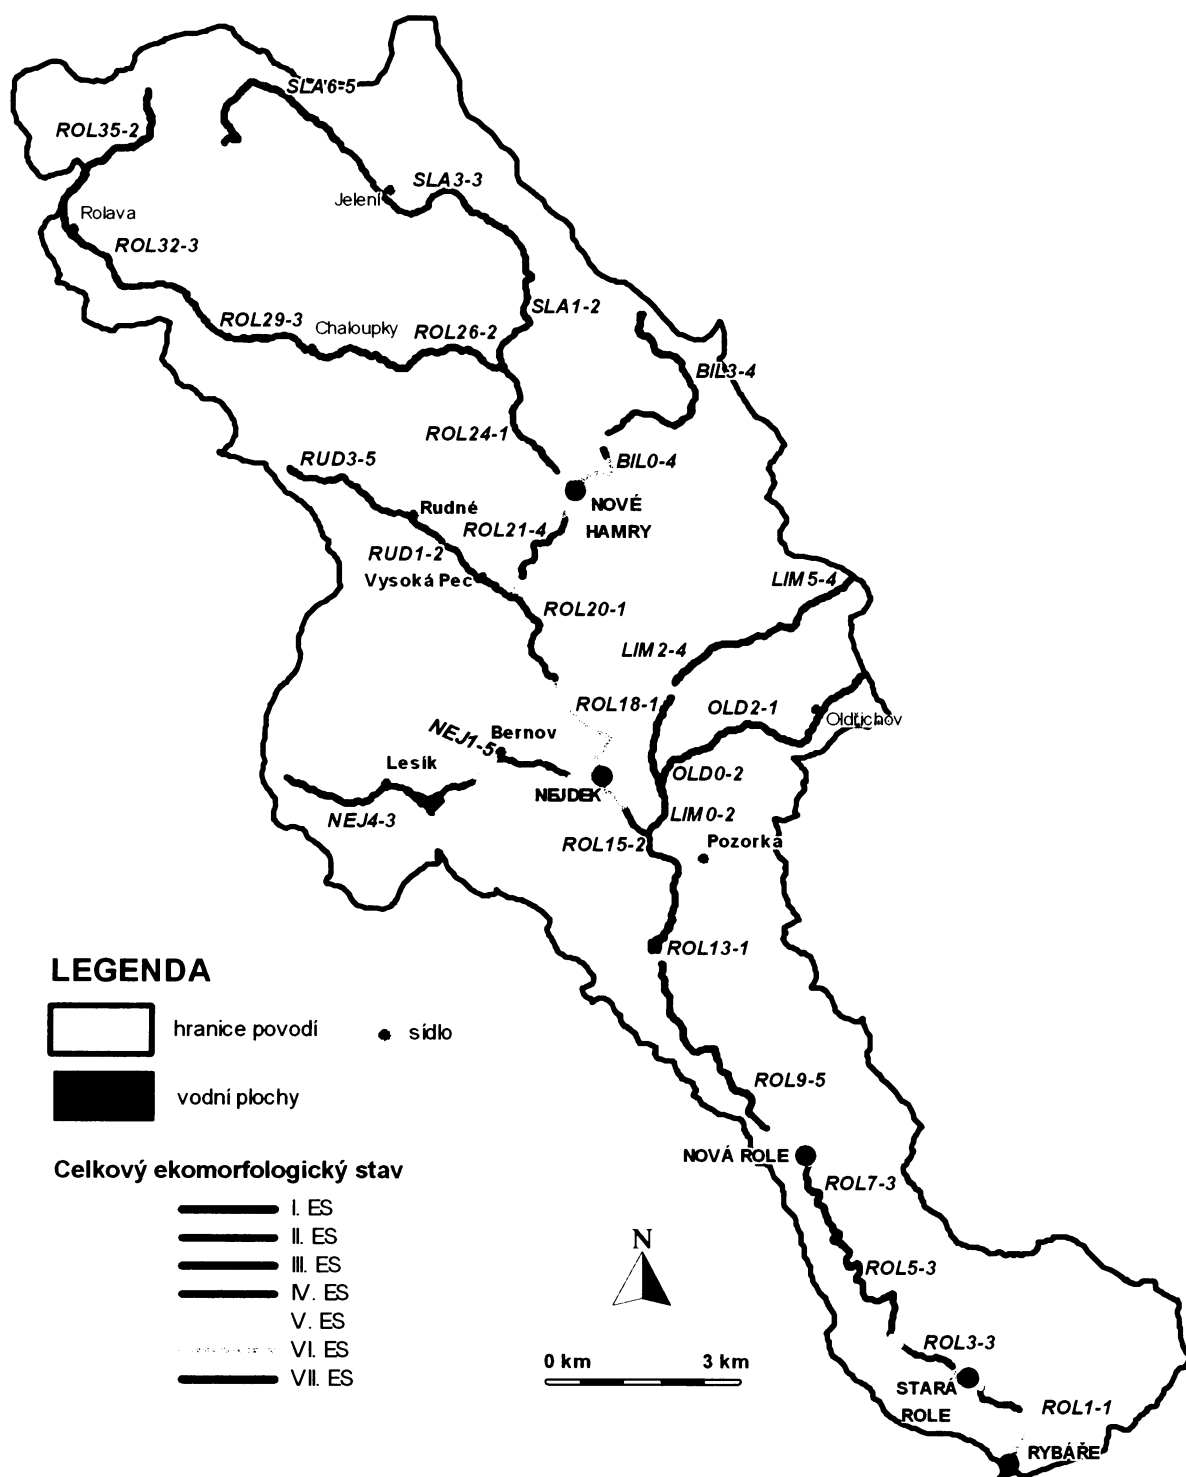 SLA6-5
ROL35-2
SLA3-3
Jelení
Rolava
ROL32-3
SLA1-2
ROL29-3
Chaloupky
ROL26-2
BIL3-4
ROL24-1
RUD3-5
BIL0-4
Rudné
NOVÉ
HAMRY
ROL21-4
RUD1-2
Vysoká Pec
LIM5-4
ROL20-1
LIM2-4
ROL18-1
OLD2-1
Oldřichov
NEJ1-5
Bernov
Lesík
OLD0-2
NEJDEK
LIM0-2
NEJ4-3
ROL15-2
Pozorka
ROL13-1
LEGENDA
hranice povodí
sídlo
vodní plochy
ROL9-5
NOVÁ ROLE
Celkový ekomorfologický stav
I. ES
II. ES
III. ES
IV. ES
V. ES
VI. ES
VII. ES
ROL7-3
N
ROL5-3
ROL3-3
0 km 3 km
STARÁ
ROLE
ROL1-1
RYBÁŘE